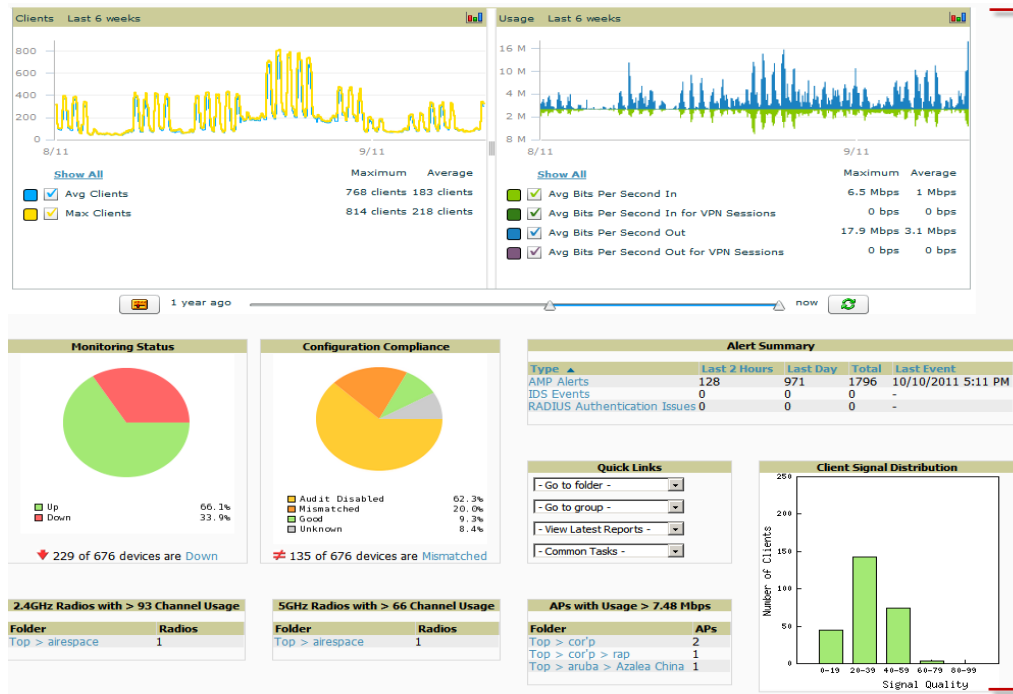 Clients Last 6 weeks
800
600
400
200
0
8/11 9/11
Show All Maximum Average
Avg Clients 768 clients 183 clients
Max Clients 814 clients 218 clients
Usage Last 6 weeks
16 M
10 M
4 M
2 M
8 M
8/11 9/11
Show All Maximum Average
Avg Bits Per Second In 6.5 Mbps 1 Mbps
Avg Bits Per Second In for VPN Sessions 0 bps 0 bps
Avg Bits Per Second Out 17.9 Mbps 3.1 Mbps
Avg Bits Per Second Out for VPN Sessions 0 bps 0 bps
1 year ago now
Monitoring Status
Up 66.1%
Down 33.9%
229 of 676 devices are Down
Configuration Compliance
Audit Disabled 62.3%
Mismatched 20.0%
Good 9.3%
Unknown 8.4%
≠ 135 of 676 devices are Mismatched
Alert Summary
Type Last 2 Hours Last Day Total Last Event
AMP Alerts 128 971 1796 10/10/2011 5:11 PM
IDS Events 0 0 0 -
RADIUS Authentication Issues 0 0 0 -
Quick Links
- Go to folder -
- Go to group -
- View Latest Reports -
- Common Tasks -
Client Signal Distribution
250
200
150
100
50
0
Number of Clients
0-19 20-39 40-59 60-79 80-99
Signal Quality
2.4GHz Radios with > 93 Channel Usage
Folder Radios
Top > airespace 1
5GHz Radios with > 66 Channel Usage
Folder Radios
Top > airespace 1
APs with Usage > 7.48 Mbps
Folder APs
Top > cor'p 2
Top > cor'p > rap 1
Top > aruba > Azalea China 1